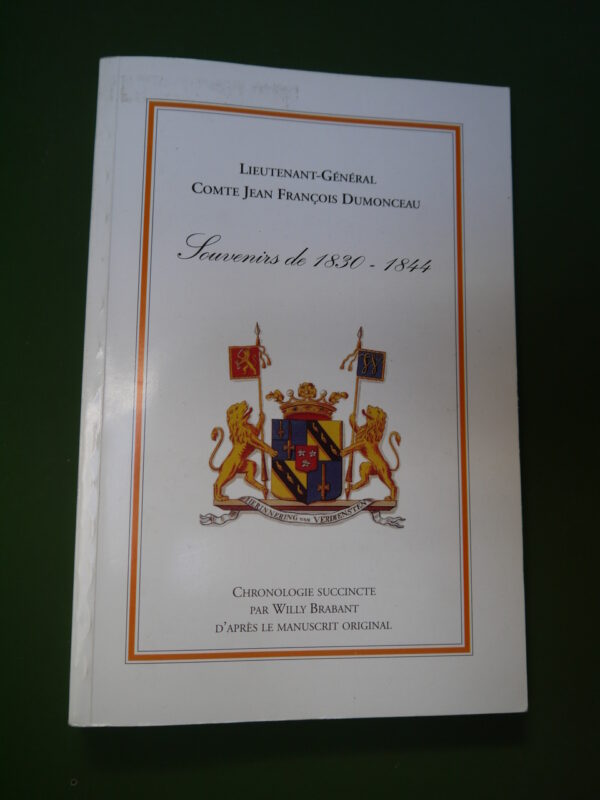 LIEUTENANT-GÉNÉRAL
COMTE JEAN FRANÇOIS DUMONCEAU
Souvenirs de 1830 - 1844
HERINNERING VAN VERDIENSTEN
CHRONOLOGIE SUCCINCTE
PAR WILLY BRABANT
D'APRÈS LE MANUSCRIT ORIGINAL